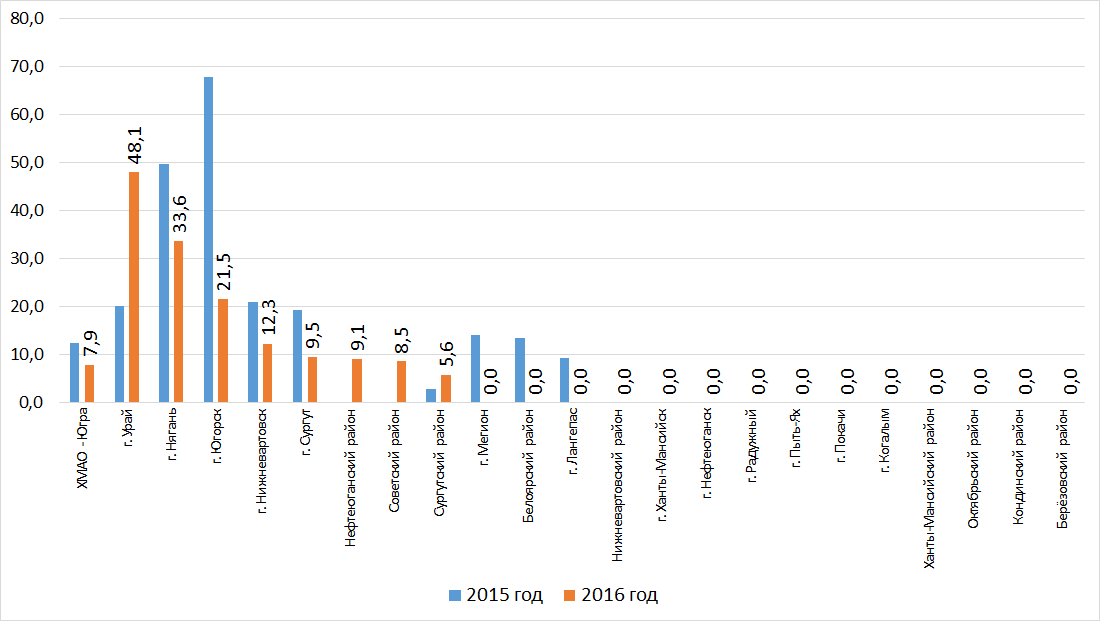 80,0
70,0
60,0
50,0
40,0
30,0
20,0
10,0
0,0
7,9
48,1
33,6
21,5
12,3
9,5
9,1
8,5
5,6
0,0
0,0
0,0
0,0
0,0
0,0
0,0
0,0
0,0
0,0
0,0
0,0
0,0
0,0
ХМАО - Югра
г. Урай
г. Нягань
г. Югорск
г. Нижневартовск
г. Сургут
Нефтеюганский район
Советский район
Сургутский район
г. Мегион
Белоярский район
г. Лангепас
Нижневартовский район
г. Ханты-Мансийск
г. Нефтеюганск
г. Радужный
г. Пыть-Ях
г. Покачи
г. Когалым
Ханты-Мансийский район
Октябрьский район
Кондинский район
Берёзовский район
2015 год
2016 год